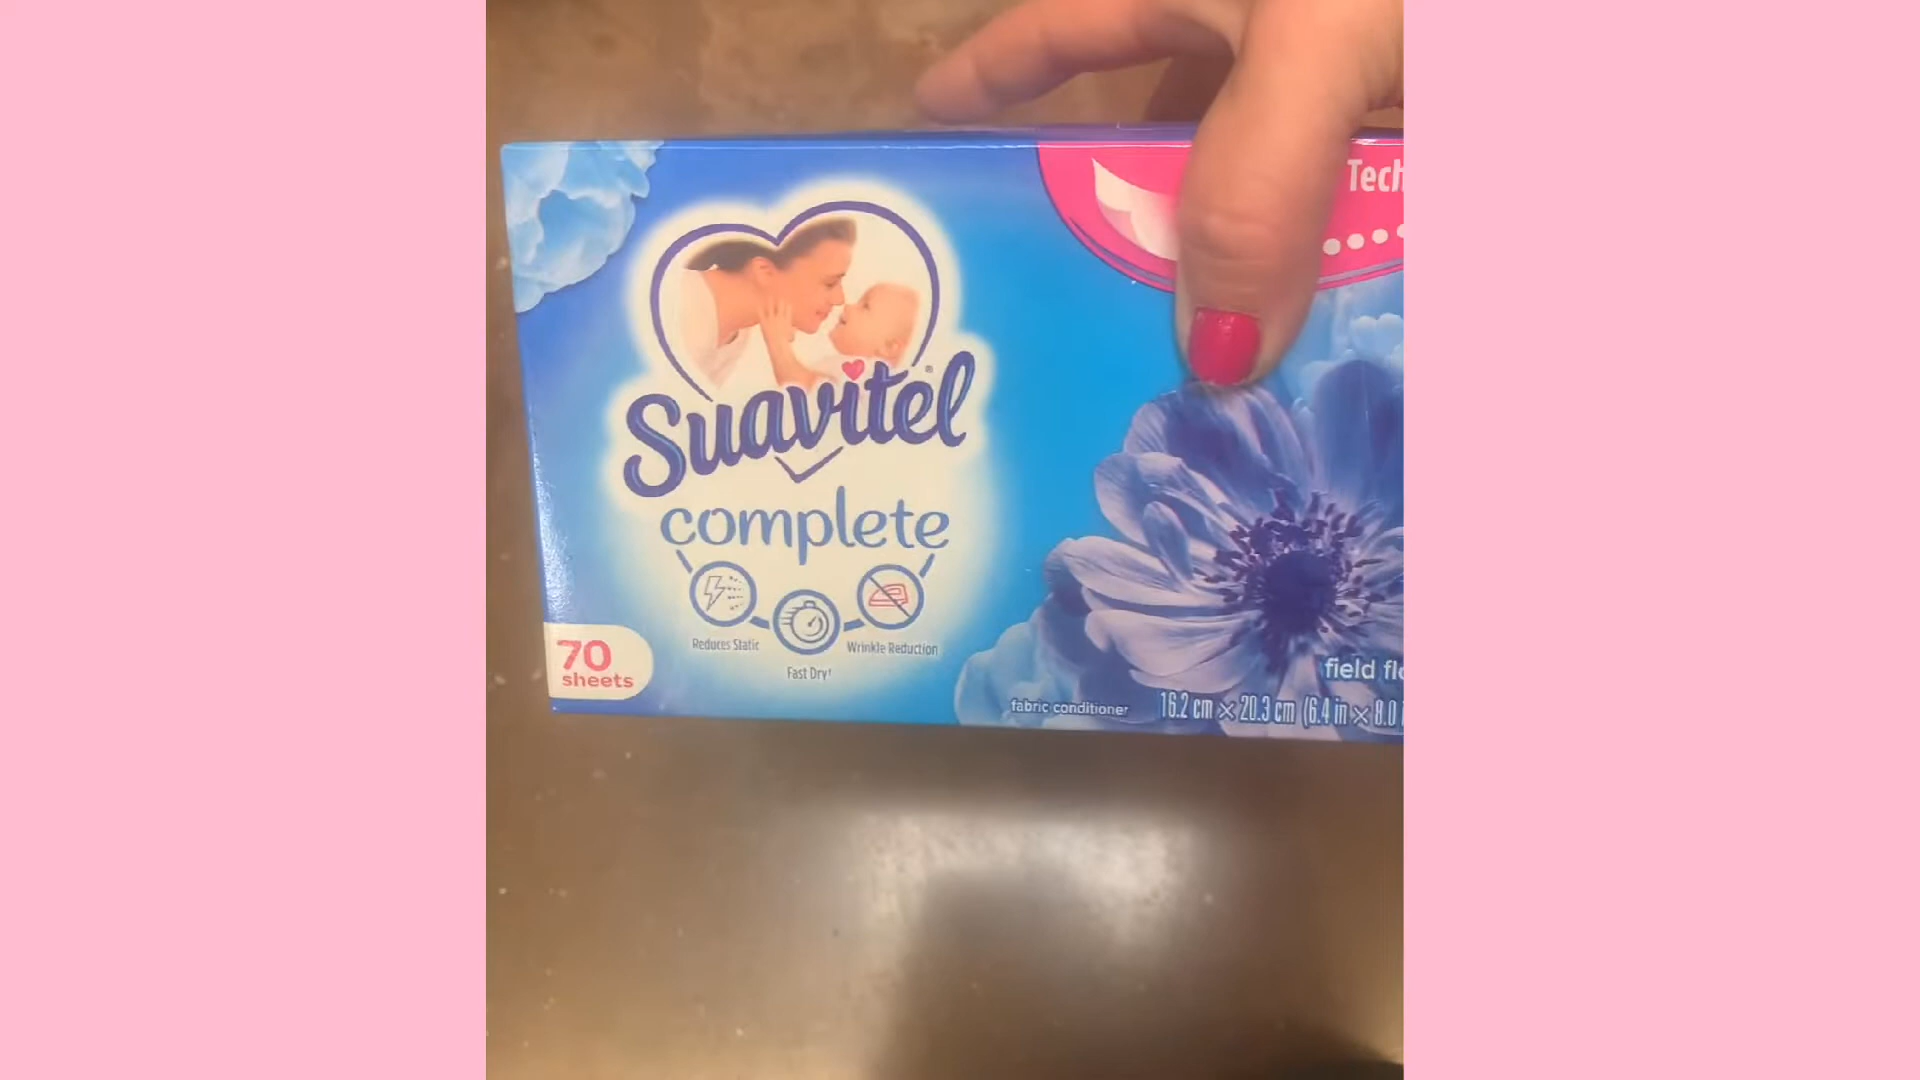 Tech
Suavitel®
complete
Reduces Static
Fast Dry†
Wrinkle Reduction
70
sheets
field flo
fabric conditioner
16.2 cm × 20.3 cm (6.4 in × 8.0